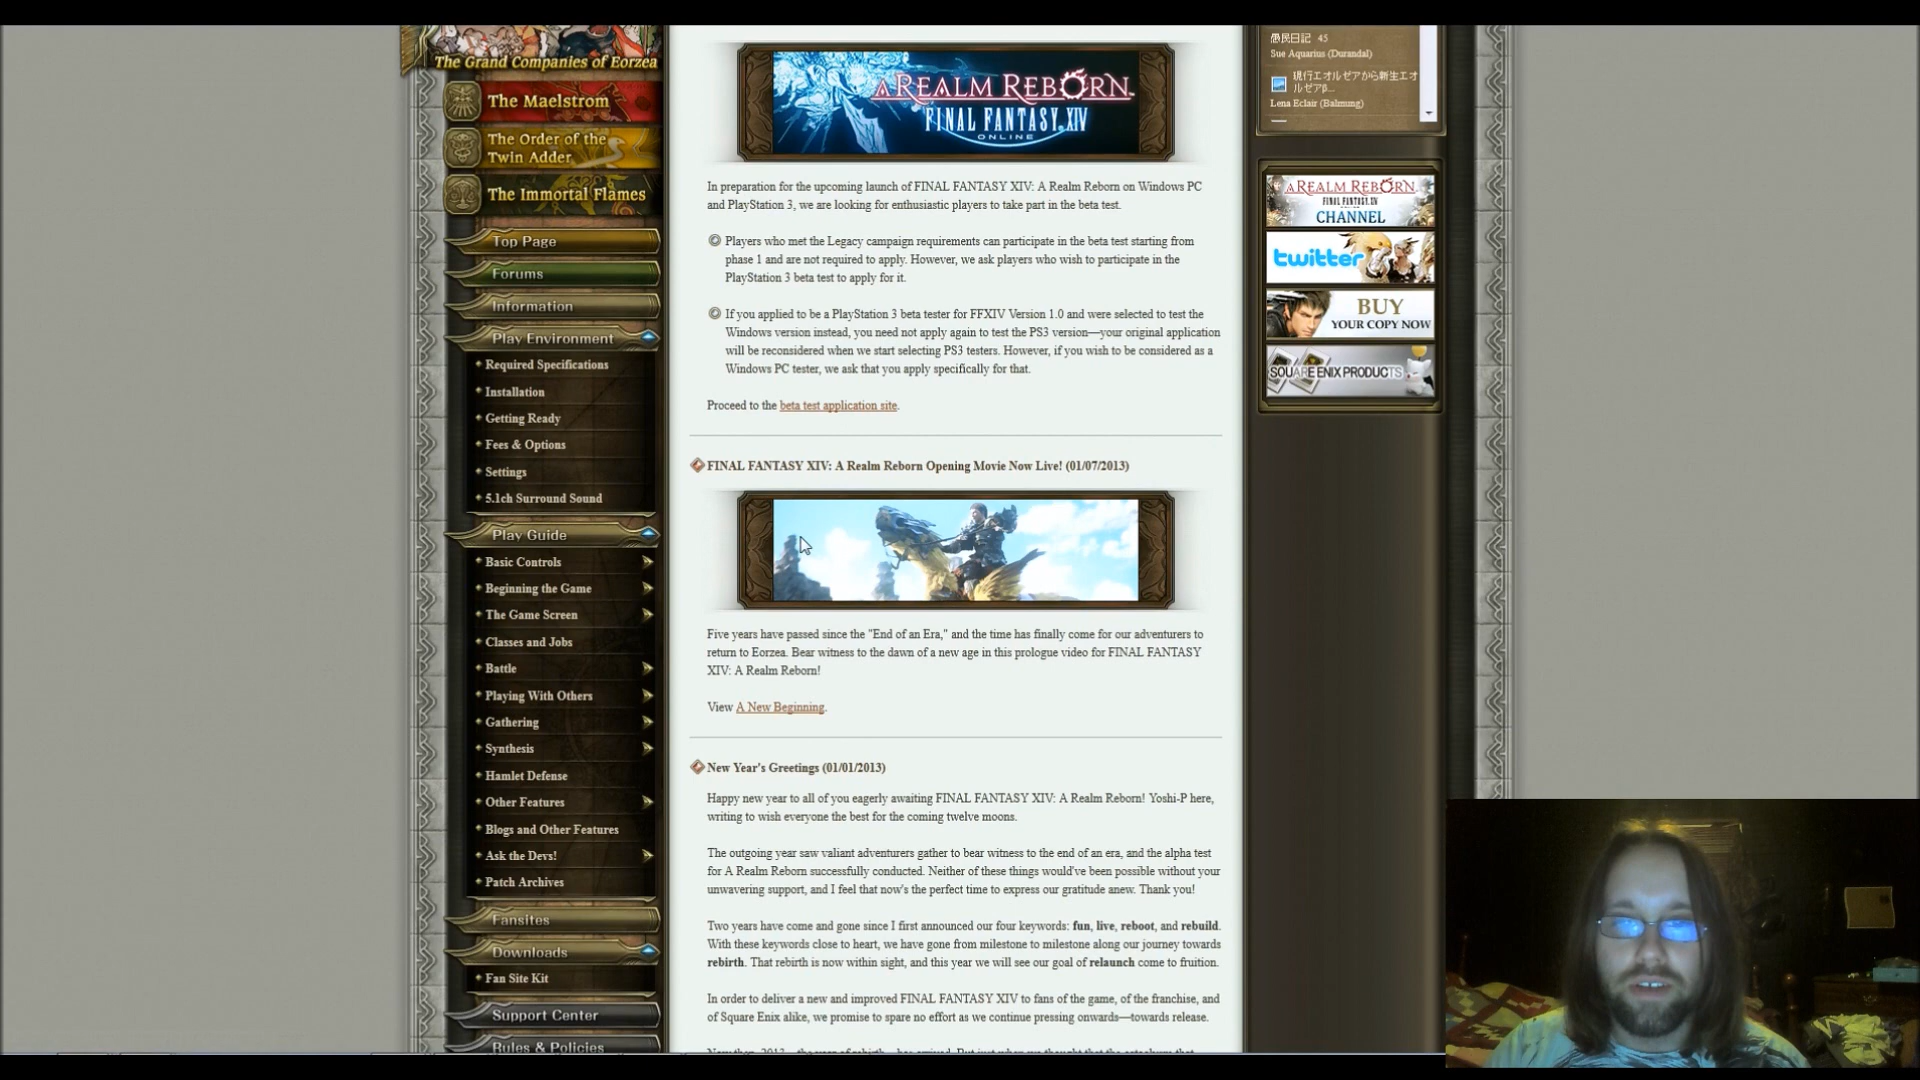 The Grand Companies of Eorzea
The Maelstrom
The Order of the
Twin Adder
The Immortal Flames
Top Page
Forums
Information
Play Environment
Required Specifications
Installation
Getting Ready
Fees & Options
Settings
5.1ch Surround Sound
Play Guide
Basic Controls
Beginning the Game
The Game Screen
Classes and Jobs
Battle
Playing With Others
Gathering
Synthesis
Hamlet Defense
Other Features
Blogs and Other Features
Ask the Devs!
Patch Archives
Fansites
Downloads
Fan Site Kit
Support Center
Rules & Policies
A REALM REBORN
FINAL FANTASY XIV
ONLINE
In preparation for the upcoming launch of FINAL FANTASY XIV: A Realm Reborn on Windows PC
and PlayStation 3, we are looking for enthusiastic players to take part in the beta test.
Players who met the Legacy campaign requirements can participate in the beta test starting from
phase 1 and are not required to apply. However, we ask players who wish to participate in the
PlayStation 3 beta test to apply for it.
If you applied to be a PlayStation 3 beta tester for FFXIV Version 1.0 and were selected to test the
Windows version instead, you need not apply again to test the PS3 version—your original application
will be reconsidered when we start selecting PS3 testers. However, if you wish to be considered as a
Windows PC tester, we ask that you apply specifically for that.
Proceed to the beta test application site.
FINAL FANTASY XIV: A Realm Reborn Opening Movie Now Live! (01/07/2013)
Five years have passed since the "End of an Era," and the time has finally come for our adventurers to
return to Eorzea. Bear witness to the dawn of a new age in this prologue video for FINAL FANTASY
XIV: A Realm Reborn!
View A New Beginning.
New Year's Greetings (01/01/2013)
Happy new year to all of you eagerly awaiting FINAL FANTASY XIV: A Realm Reborn! Yoshi-P here,
writing to wish everyone the best for the coming twelve moons.
The outgoing year saw valiant adventurers gather to bear witness to the end of an era, and the alpha test
for A Realm Reborn successfully conducted. Neither of these things would've been possible without your
unwavering support, and I feel that now's the perfect time to express our gratitude anew. Thank you!
Two years have come and gone since I first announced our four keywords: fun, live, reboot, and rebuild.
With these keywords close to heart, we have gone from milestone to milestone along our journey towards
rebirth. That rebirth is now within sight, and this year we will see our goal of relaunch come to fruition.
In order to deliver a new and improved FINAL FANTASY XIV to fans of the game, of the franchise, and
of Square Enix alike, we promise to spare no effort as we continue pressing onwards—towards release.
愚民日記 45
Sue Aquarius (Durandal)
現行エオルゼアから新生エオ
ルゼアβ...
Lena Eclair (Balmung)
A REALM REBORN
FINAL FANTASY XIV
CHANNEL
twitter
BUY
YOUR COPY NOW
SQUARE ENIX PRODUCTS